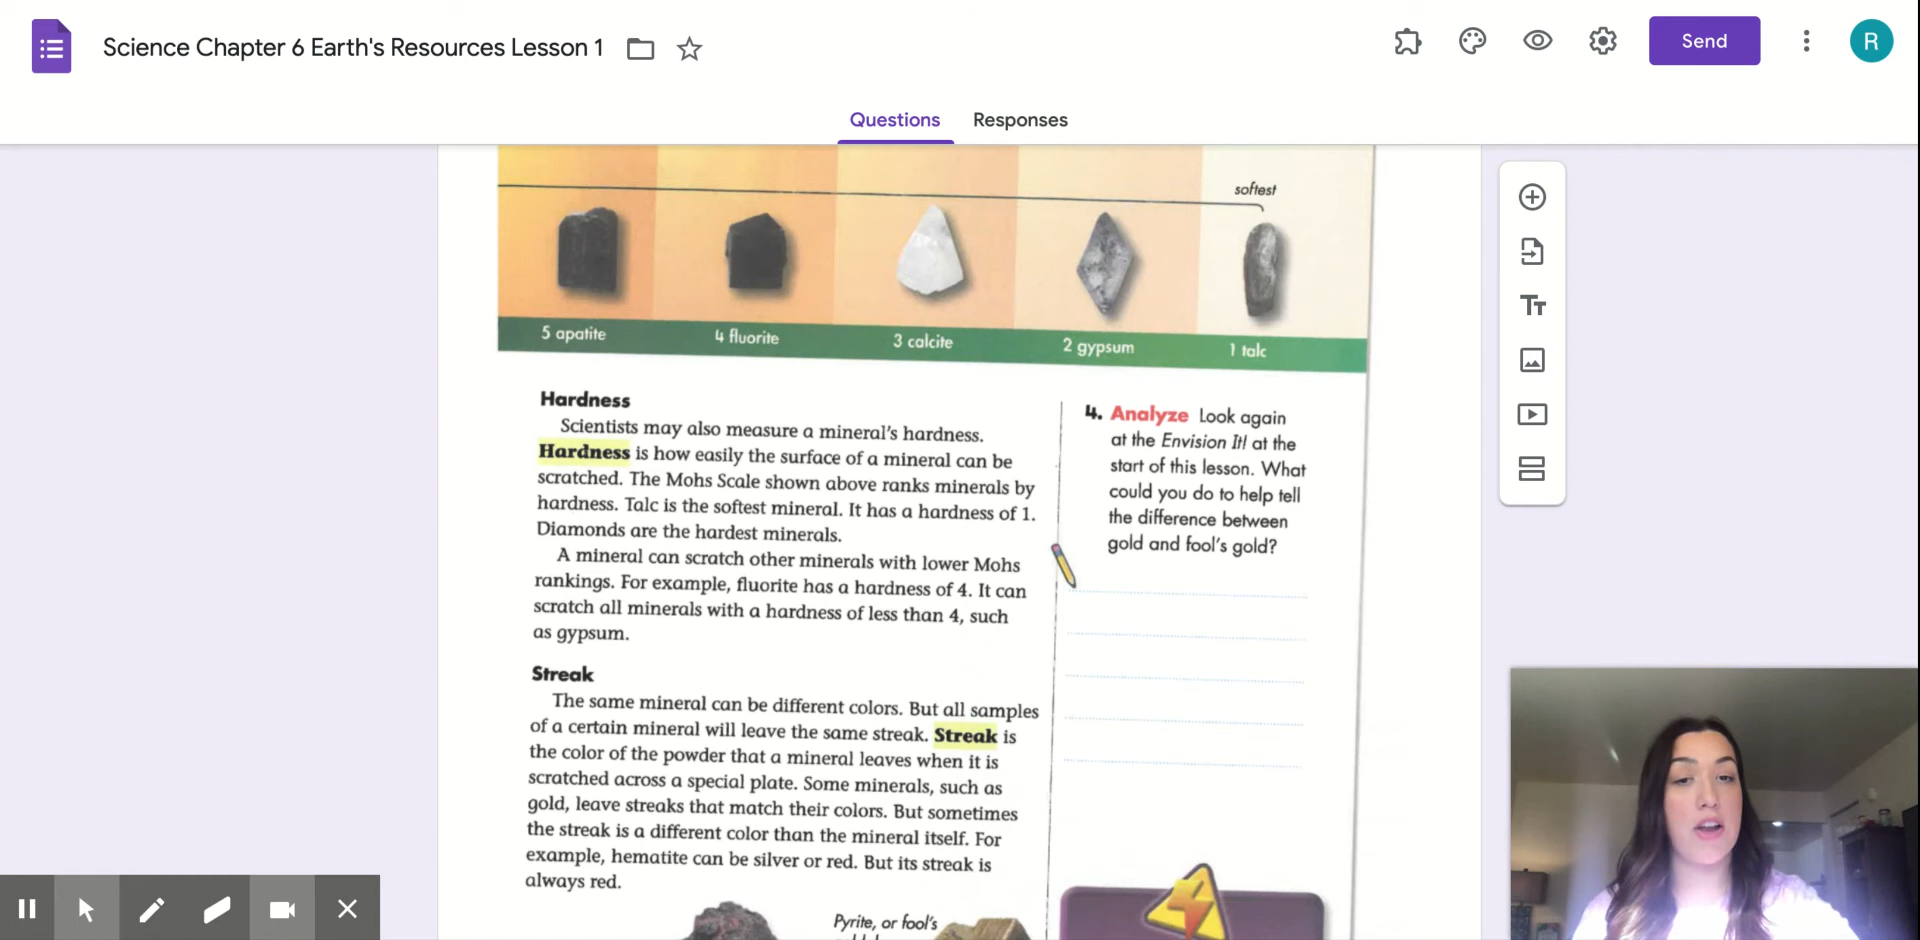 Science Chapter 6 Earth's Resources Lesson 1
Send
R
Questions
Responses
softest
5 apatite
4 fluorite
3 calcite
2 gypsum
1 talc
Hardness
Scientists may also measure a mineral's hardness.
Hardness is how easily the surface of a mineral can be
scratched. The Mohs Scale shown above ranks minerals by
hardness. Talc is the softest mineral. It has a hardness of 1.
Diamonds are the hardest minerals.
A mineral can scratch other minerals with lower Mohs
rankings. For example, fluorite has a hardness of 4. It can
scratch all minerals with a hardness of less than 4, such
as gypsum.
Streak
The same mineral can be different colors. But all samples
of a certain mineral will leave the same streak. Streak is
the color of the powder that a mineral leaves when it is
scratched across a special plate. Some minerals, such as
gold, leave streaks that match their colors. But sometimes
the streak is a different color than the mineral itself. For
example, hematite can be silver or red. But its streak is
always red.
Pyrite, or fool's
4. Analyze Look again
at the Envision It! at the
start of this lesson. What
could you do to help tell
the difference between
gold and fool's gold?
Tт